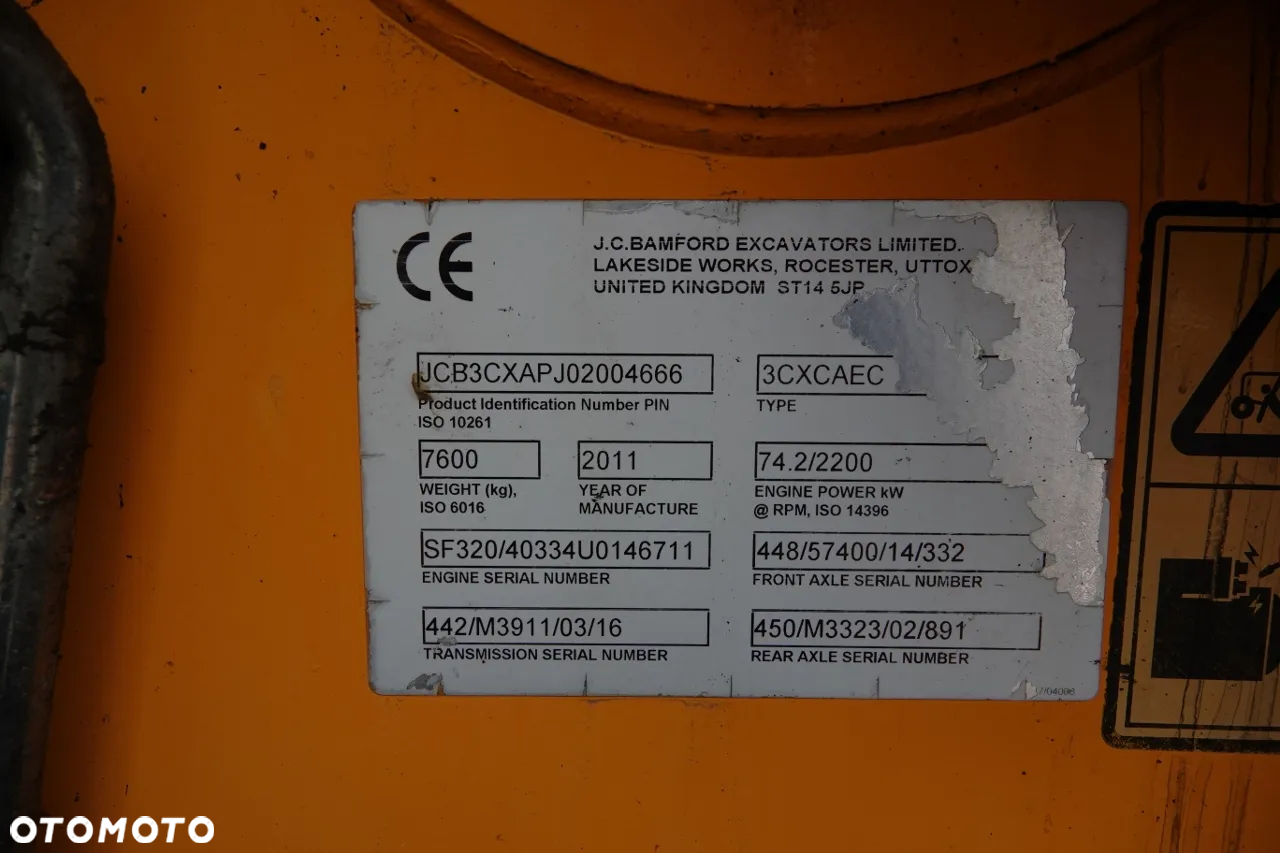 CE
J.C.BAMFORD EXCAVATORS LIMITED.
LAKESIDE WORKS, ROCESTER, UTTOX
UNITED KINGDOM ST14 5JP
JCB3CXAPJ02004666
3CXCAEC
Product Identification Number PIN
ISO 10261
TYPE
7600
2011
74.2/2200
WEIGHT (kg),
ISO 6016
YEAR OF
MANUFACTURE
ENGINE POWER kW
@ RPM, ISO 14396
SF320/40334U0146711
448/57400/14/332
ENGINE SERIAL NUMBER
FRONT AXLE SERIAL NUMBER
442/M3911/03/16
450/M3323/02/891
TRANSMISSION SERIAL NUMBER
REAR AXLE SERIAL NUMBER
OTOMOTO